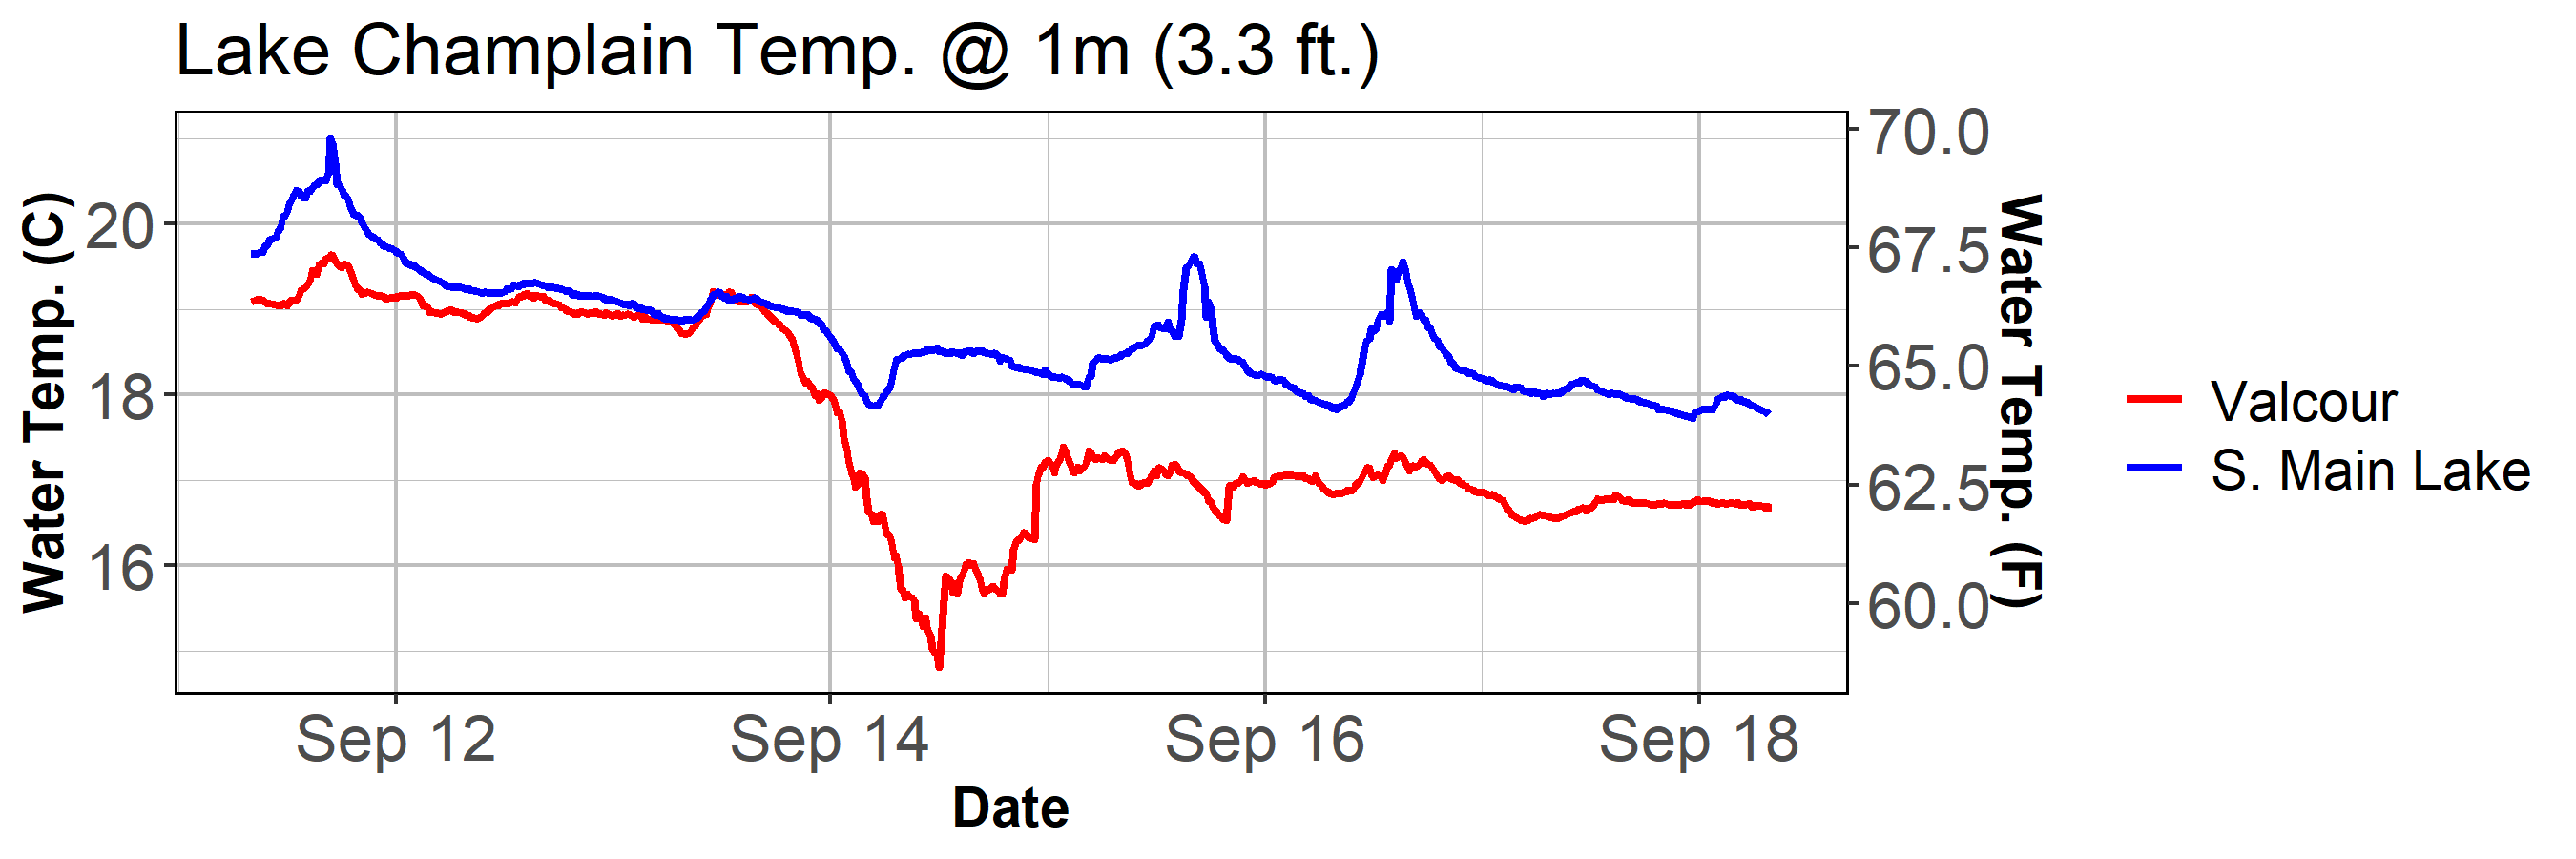 Lake Champlain Temp. @ 1m (3.3 ft.)
Water Temp. (C)
20
18
16
70.0
67.5
65.0
62.5
60.0
Water Temp. (F)
Sep 12
Sep 14
Sep 16
Sep 18
Date
Valcour
S. Main Lake